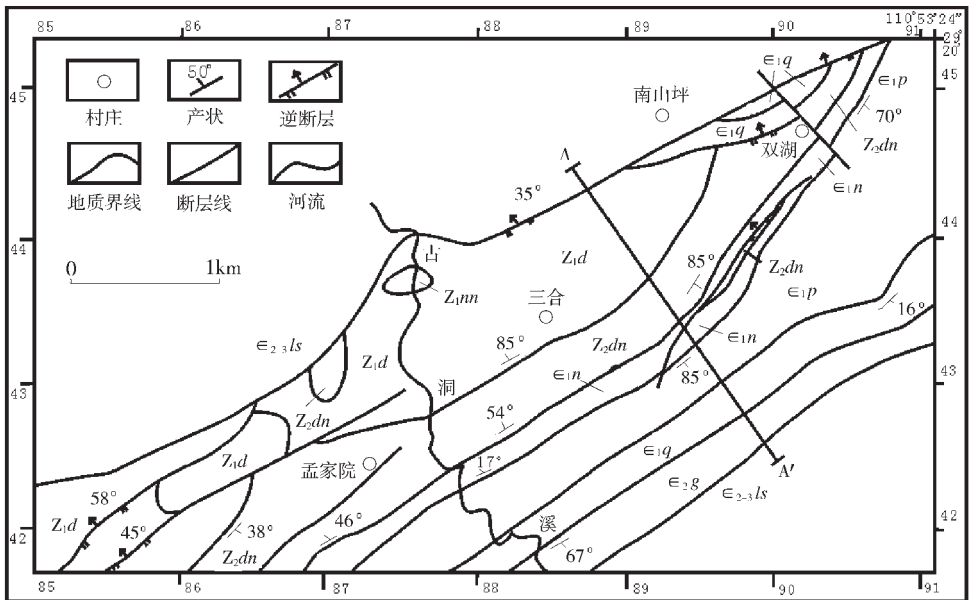 85 86 87 88 89 90 91
110°53′24″
29°
20′
45
45
50°
村庄 产状 逆断层
地质界线 断层线 河流
0 1km
南山坪
∈₁q
∈₁p
70°
∈₁q
双湖
Z₂dn
∈₁n
A
35°
44
44
古
Z₁d
85°
Z₂dn
∈₁p
Z₁nn
三合
16°
∈₂₋₃ls
Z₁d
85°
Z₂dn
∈₁n
∈₁n
85°
43
43
洞
Z₂dn
54°
Z₁d
孟家院
17°
∈₁q
A′
∈₂g
∈₂₋₃ls
58°
Z₁d
45°
38°
46°
溪
42
42
Z₂dn
67°
85 86 87 88 89 90 91